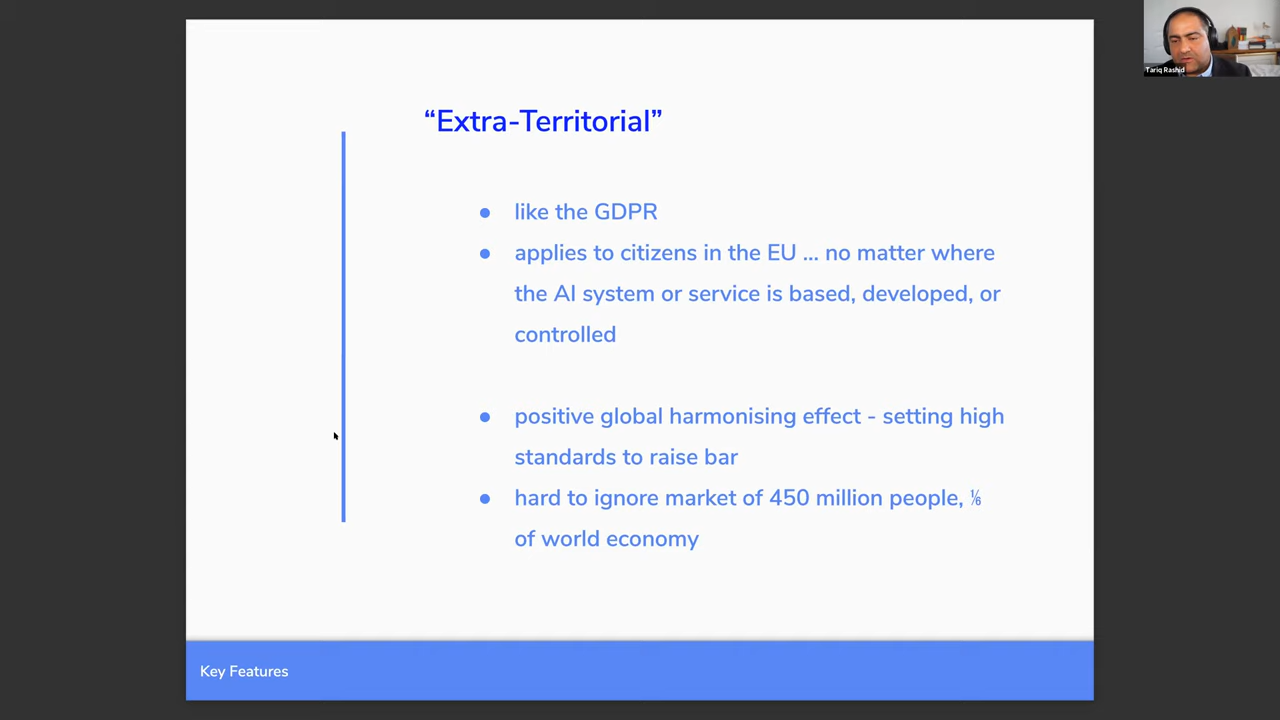 “Extra-Territorial”
● like the GDPR
● applies to citizens in the EU ... no matter where
the AI system or service is based, developed, or
controlled
● positive global harmonising effect - setting high
standards to raise bar
● hard to ignore market of 450 million people, ⅙
of world economy
Key Features
Tariq Rashid